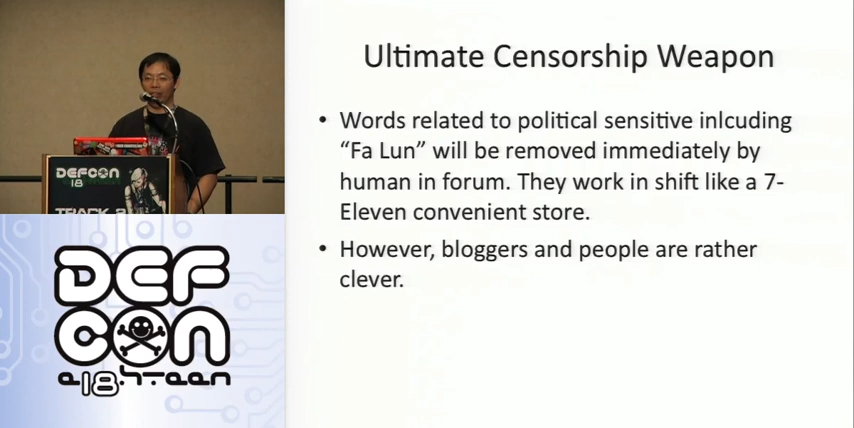 Ultimate Censorship Weapon
• Words related to political sensitive inlcuding
“Fa Lun” will be removed immediately by
human in forum. They work in shift like a 7-
Eleven convenient store.
• However, bloggers and people are rather
clever.
DEFCON
18
TRACK 2
DEF
CON